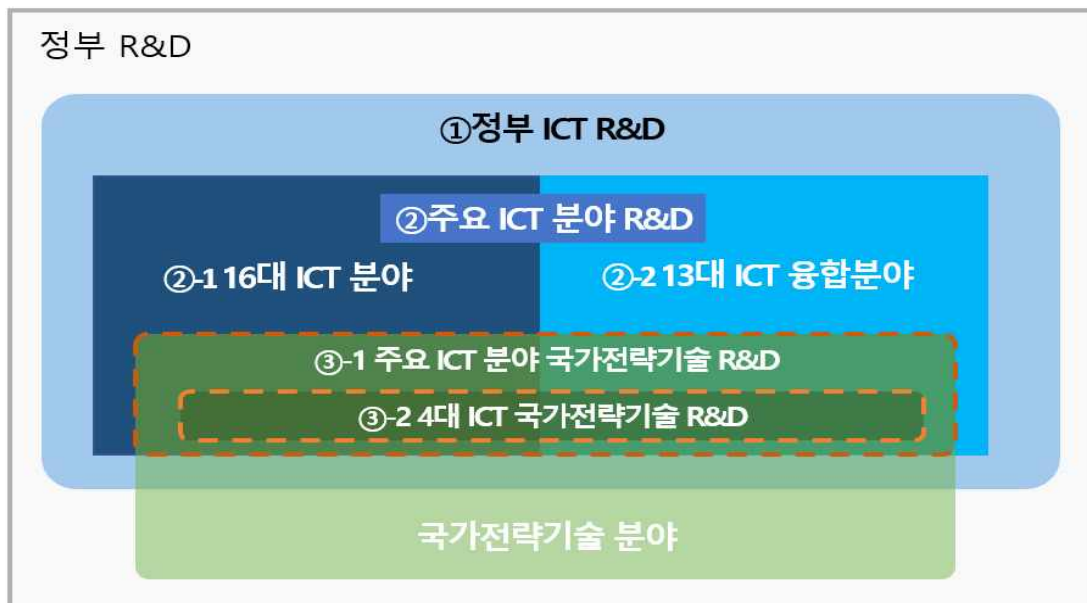 정부 R&D
①정부 ICT R&D
②주요 ICT 분야 R&D
②-1 16대 ICT 분야
②-2 13대 ICT 융합분야
③-1 주요 ICT 분야 국가전략기술 R&D
③-2 4대 ICT 국가전략기술 R&D
국가전략기술 분야